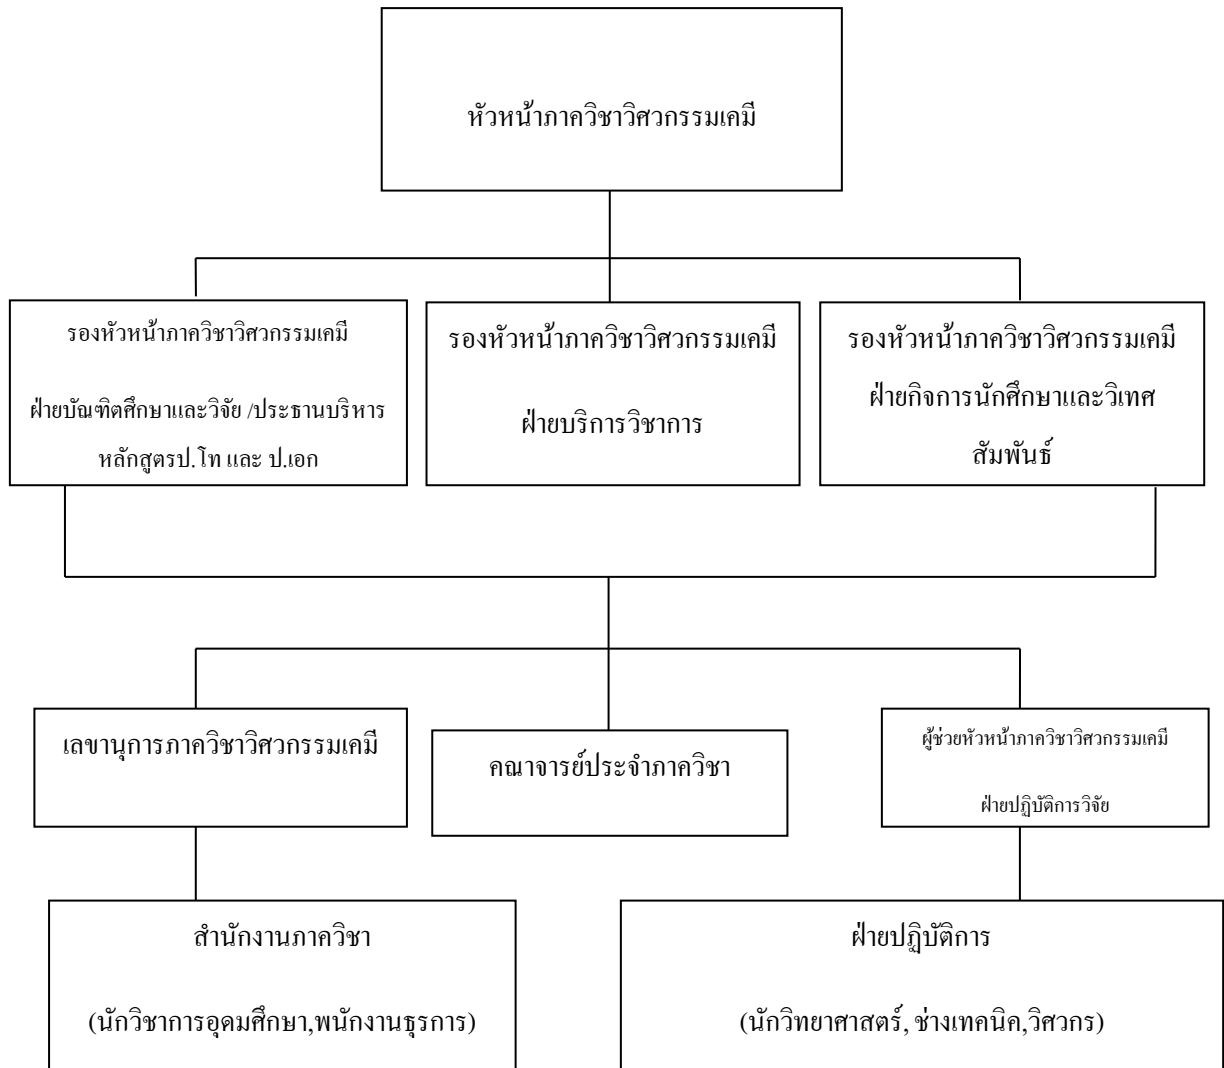 หัวหน้าภาควิชาวิศวกรรมเคมี
รองหัวหน้าภาควิชาวิศวกรรมเคมี
ฝ่ายบัณฑิตศึกษาและวิจัย /ประธานบริหาร
หลักสูตรป.โท และ ป.เอก
รองหัวหน้าภาควิชาวิศวกรรมเคมี
ฝ่ายบริการวิชาการ
รองหัวหน้าภาควิชาวิศวกรรมเคมี
ฝ่ายกิจการนักศึกษาและวิเทศ
สัมพันธ์
เลขานุการภาควิชาวิศวกรรมเคมี
คณาจารย์ประจำภาควิชา
ผู้ช่วยหัวหน้าภาควิชาวิศวกรรมเคมี
ฝ่ายปฏิบัติการวิจัย
สำนักงานภาควิชา
(นักวิชาการอุดมศึกษา,พนักงานธุรการ)
ฝ่ายปฏิบัติการ
(นักวิทยาศาสตร์, ช่างเทคนิค,วิศวกร)